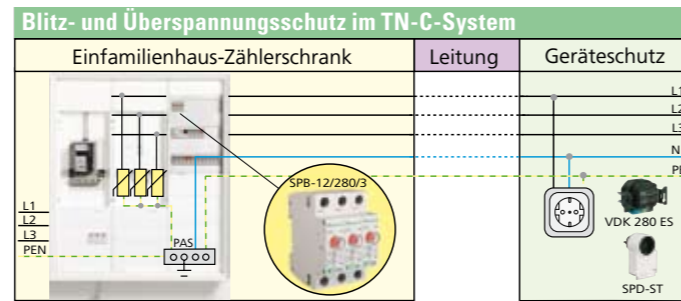 Blitz- und Überspannungsschutz im TN-C-System
Einfamilienhaus-Zählerschrank
Leitung
Geräteschutz
L1
L2
L3
N
PE
L1
L2
L3
PEN
PAS
SPB-12/280/3
VDK 280 ES
SPD-ST